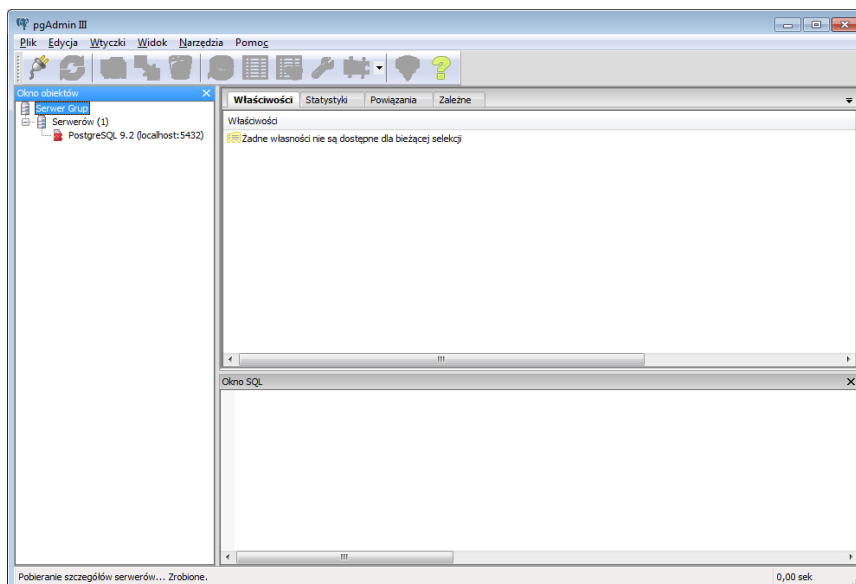 pgAdmin III
Plik Edycja Wtyczki Widok Narzędzia Pomoc
Okno obiektów
Serwer Grup
Serwerów (1)
PostgreSQL 9.2 (localhost:5432)
Właściwości Statystyki Powiązania Zależne
Właściwości
Żadne własności nie są dostępne dla bieżącej selekcji
Okno SQL
Pobieranie szczegółów serwerów... Zrobione. 0,00 sek